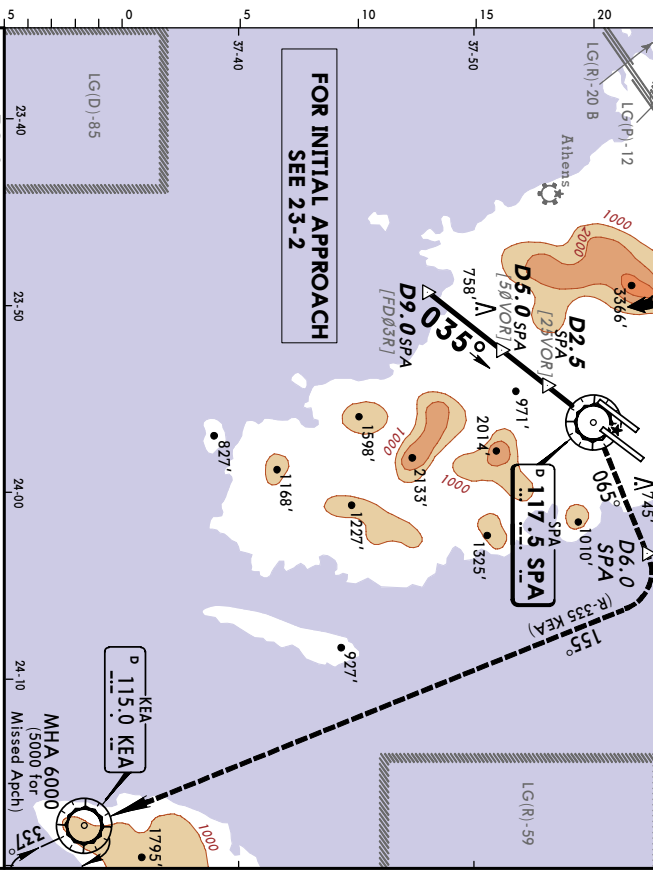 5
0
5
10
15
20
37-40
37-50
23-40
23-50
24-00
24-10
LG(D)-85
LG(R)-20 B
LG(P)-12
LG(R)-59
FOR INITIAL APPROACH
SEE 23-2
Athens
1000
2000
3366'
758'
D9.0 SPA
[FD03R]
035°
D5.0 SPA
[50VOR]
D2.5
SPA
[25VOR]
971'
1598'
1000
2133'
2014'
1000
827'
1168'
1227'
1325'
1010'
745'
SPA
D 117.5 SPA
065°
D6.0
SPA
155°
(R-335 KEA)
927'
KEA
D 115.0 KEA
MHA 6000
(5000 for
Missed Apch)
337°
1795'
1000